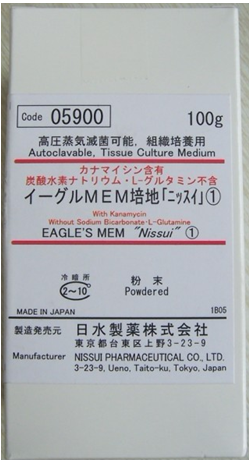 Code 05900
100g
高圧蒸気滅菌可能，組織培養用
Autoclavable, Tissue Culture Medium
カナマイシン含有
炭酸水素ナトリウム・L-グルタミン不含
イーグルMEM培地「ニッスイ」①
With Kanamycin
Without Sodium Bicarbonate・L-Glutamine
EAGLE'S MEM "Nissui" ①
冷暗所 粉末
2~10° Powdered
MADE IN JAPAN 1B05
製造発売元 日水製薬株式会社
東京都台東区上野3-23-9
Manufacturer NISSUI PHARMACEUTICAL CO., LTD.
3-23-9, Ueno, Taito-ku, Tokyo, Japan